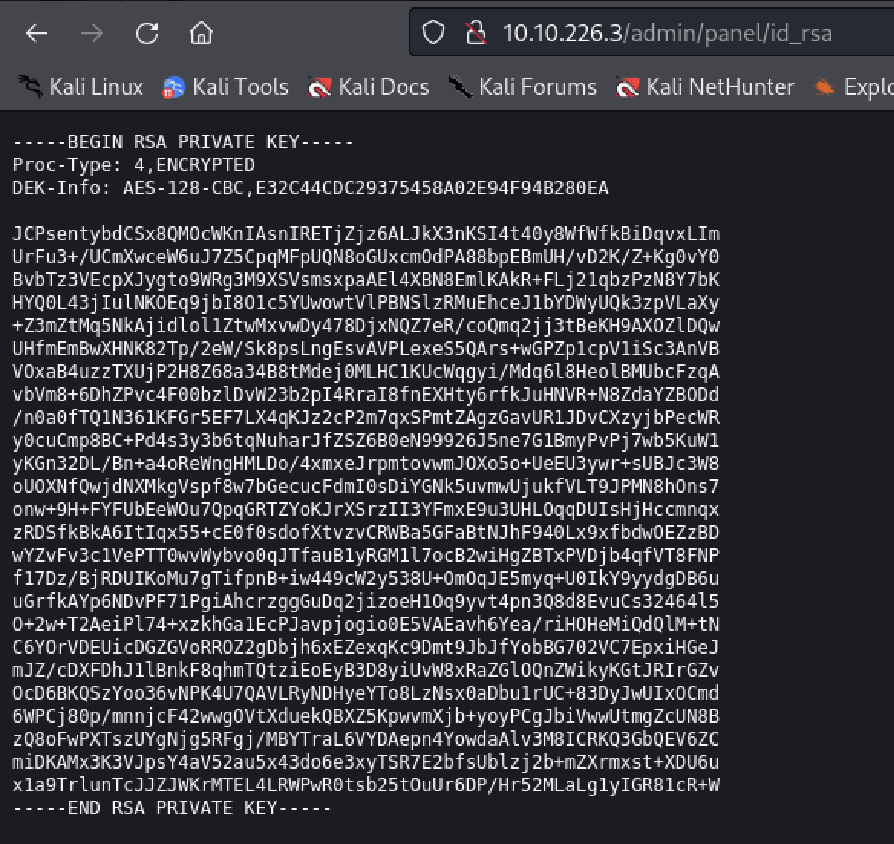 10.10.226.3/admin/panel/id_rsa
Kali Linux Kali Tools Kali Docs Kali Forums Kali NetHunter Explo
-----BEGIN RSA PRIVATE KEY-----
Proc-Type: 4,ENCRYPTED
DEK-Info: AES-128-CBC,E32C44CDC29375458A02E94F94B280EA
JCPsentybdCSx8QMOcWKnIAsnIRETjZjz6ALJkX3nKSI4t40y8WfWfkBiDqvxLIm
UrFu3+/UCmXwceW6uJ7Z5CpqMFpUQN8oGUxcmOdPA88bpEBmUH/vD2K/Z+Kg0vY0
BvbTz3VEcpXJygto9WRg3M9XSVsmsxpaAEl4XBN8EmlKAkR+FLj21qbzPzN8Y7bK
HYQ0L43jIulNKOEq9jbI8O1c5YUwowtVlPBNSlzRMuEhceJ1bYDWyUQk3zpVLaXy
+Z3mZtMq5NkAjidlol1ZtwMxvwDy478DjxNQZ7eR/coQmq2jj3tBeKH9AXOZlDQw
UHfmEmBwXHNK82Tp/2eW/Sk8psLngEsvAVPLexeS5QArs+wGPZp1cpV1iSc3AnVB
VOxaB4uzzTXUjP2H8Z68a34B8tMdej0MLHC1KUcWqgyi/Mdq6l8HeolBMUbcFzqA
vbVm8+6DhZPvc4F00bzlDvW23b2pI4RraI8fnEXHty6rfkJuHNVR+N8ZdaYZBODd
/n0a0fTQ1N361KFGr5EF7LX4qKJz2cP2m7qxSPmtZAgzGavUR1JDvCXzyjbPecWR
y0cuCmp8BC+Pd4s3y3b6tqNuharJfZSZ6B0eN99926J5ne7G1BmyPvPj7wb5KuW1
yKGn32DL/Bn+a4oReWngHMLDo/4xmxeJrpmtovwmJOXo5o+UeEU3ywr+sUBJc3W8
oUOXNfQwjdNXMkgVspf8w7bGecucFdmI0sDiYGNk5uvmwUjukfVLT9JPMN8hOns7
onw+9H+FYFUbEeWOu7QpqGRTZYoKJrXSrzII3YFmxE9u3UHLOqqDUIsHjHccmnqx
zRDSfkBkA6ItIqx55+cE0f0sdofXtvzvCRWBa5GFaBtNJhF940Lx9xfbdwOEZzBD
wYZvFv3c1VePTT0wvWybvo0qJTfauB1yRGM1l7ocB2wiHgZBTxPVDjb4qfVT8FNP
f17Dz/BjRDUIKoMu7gTifpnB+iw449cW2y538U+OmOqJE5myq+U0IkY9yydgDB6u
uGrfkAYp6NDvPF71PgiAhcrzggGuDq2jizoeH1Oq9yvt4pn3Q8d8EvuCs32464l5
O+2w+T2AeiPl74+xzkhGa1EcPJavpjogio0E5VAEavh6Yea/riHOHeMiQdQlM+tN
C6YOrVDEUicDGZGVoRROZ2gDbjh6xEZexqKc9Dmt9JbJfYobBG702VC7EpxiHGeJ
mJZ/cDXFDhJ1lBnkF8qhmTQtziEoEyB3D8yiUvW8xRaZGlOQnZWikyKGtJRIrGZv
OcD6BKQSzYoo36vNPK4U7QAVLRyNDHyeYTo8LzNsx0aDbu1rUC+83DyJwUIxOCmd
6WPCj80p/mnnjcF42wwgOVtXduekQBXZ5KpwvmXjb+yoyPCgJbiVwwUtmgZcUN8B
zQ8oFwPXTszUYgNjg5RFgj/MBYTraL6VYDAepn4YowdaAlv3M8ICRKQ3GbQEV6ZC
miDKAMx3K3VJpsY4aV52au5x43do6e3xyTSR7E2bfsUblzj2b+mZXrmxst+XDU6u
x1a9TrlunTcJJZJWKrMTEL4LRWPwR0tsb25tOuUr6DP/Hr52MLaLg1yIGR81cR+W
-----END RSA PRIVATE KEY-----